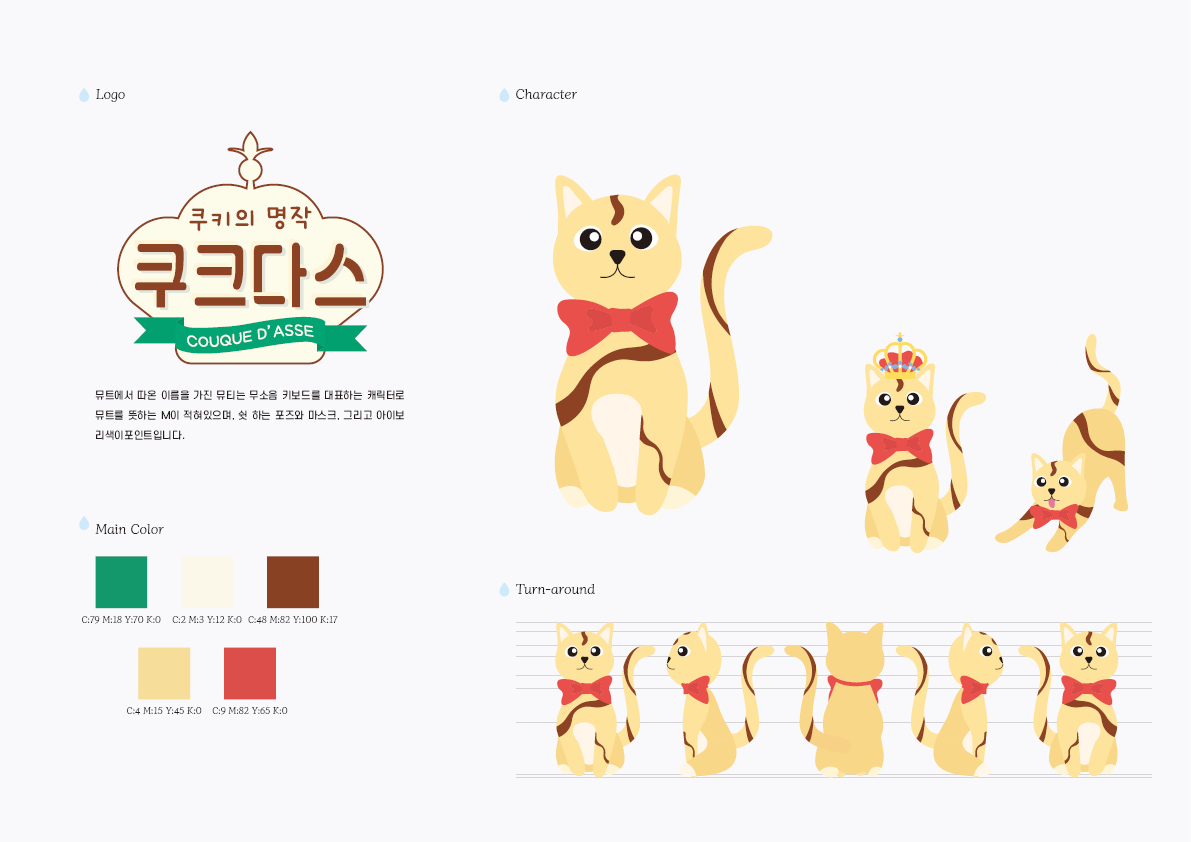 Logo
쿠키의 명작
쿠크다스
COUQUE D'ASSE
뮤트에서 따온 이름을 가진 뮤티는 무소음 키보드를 대표하는 캐릭터로
뮤트를 뜻하는 M이 적혀있으며, 쉿 하는 포즈와 마스크, 그리고 아이보
리색이포인트입니다.
Main Color
C:79 M:18 Y:70 K:0
C:2 M:3 Y:12 K:0
C:48 M:82 Y:100 K:17
C:4 M:15 Y:45 K:0
C:9 M:82 Y:65 K:0
Character
Turn-around